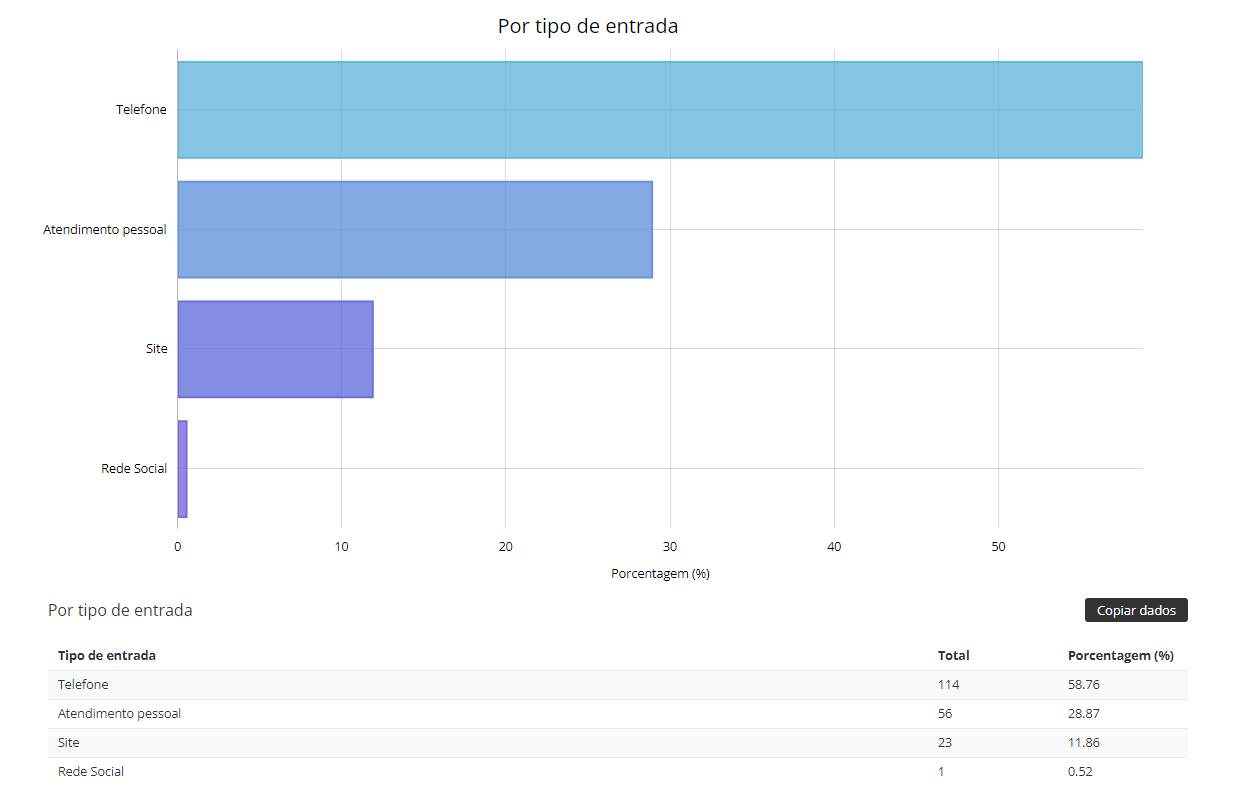 Por tipo de entrada
Telefone
Atendimento pessoal
Site
Rede Social
0 10 20 30 40 50
Porcentagem (%)
Por tipo de entrada Copiar dados
Tipo de entrada Total Porcentagem (%)
Telefone 114 58.76
Atendimento pessoal 56 28.87
Site 23 11.86
Rede Social 1 0.52